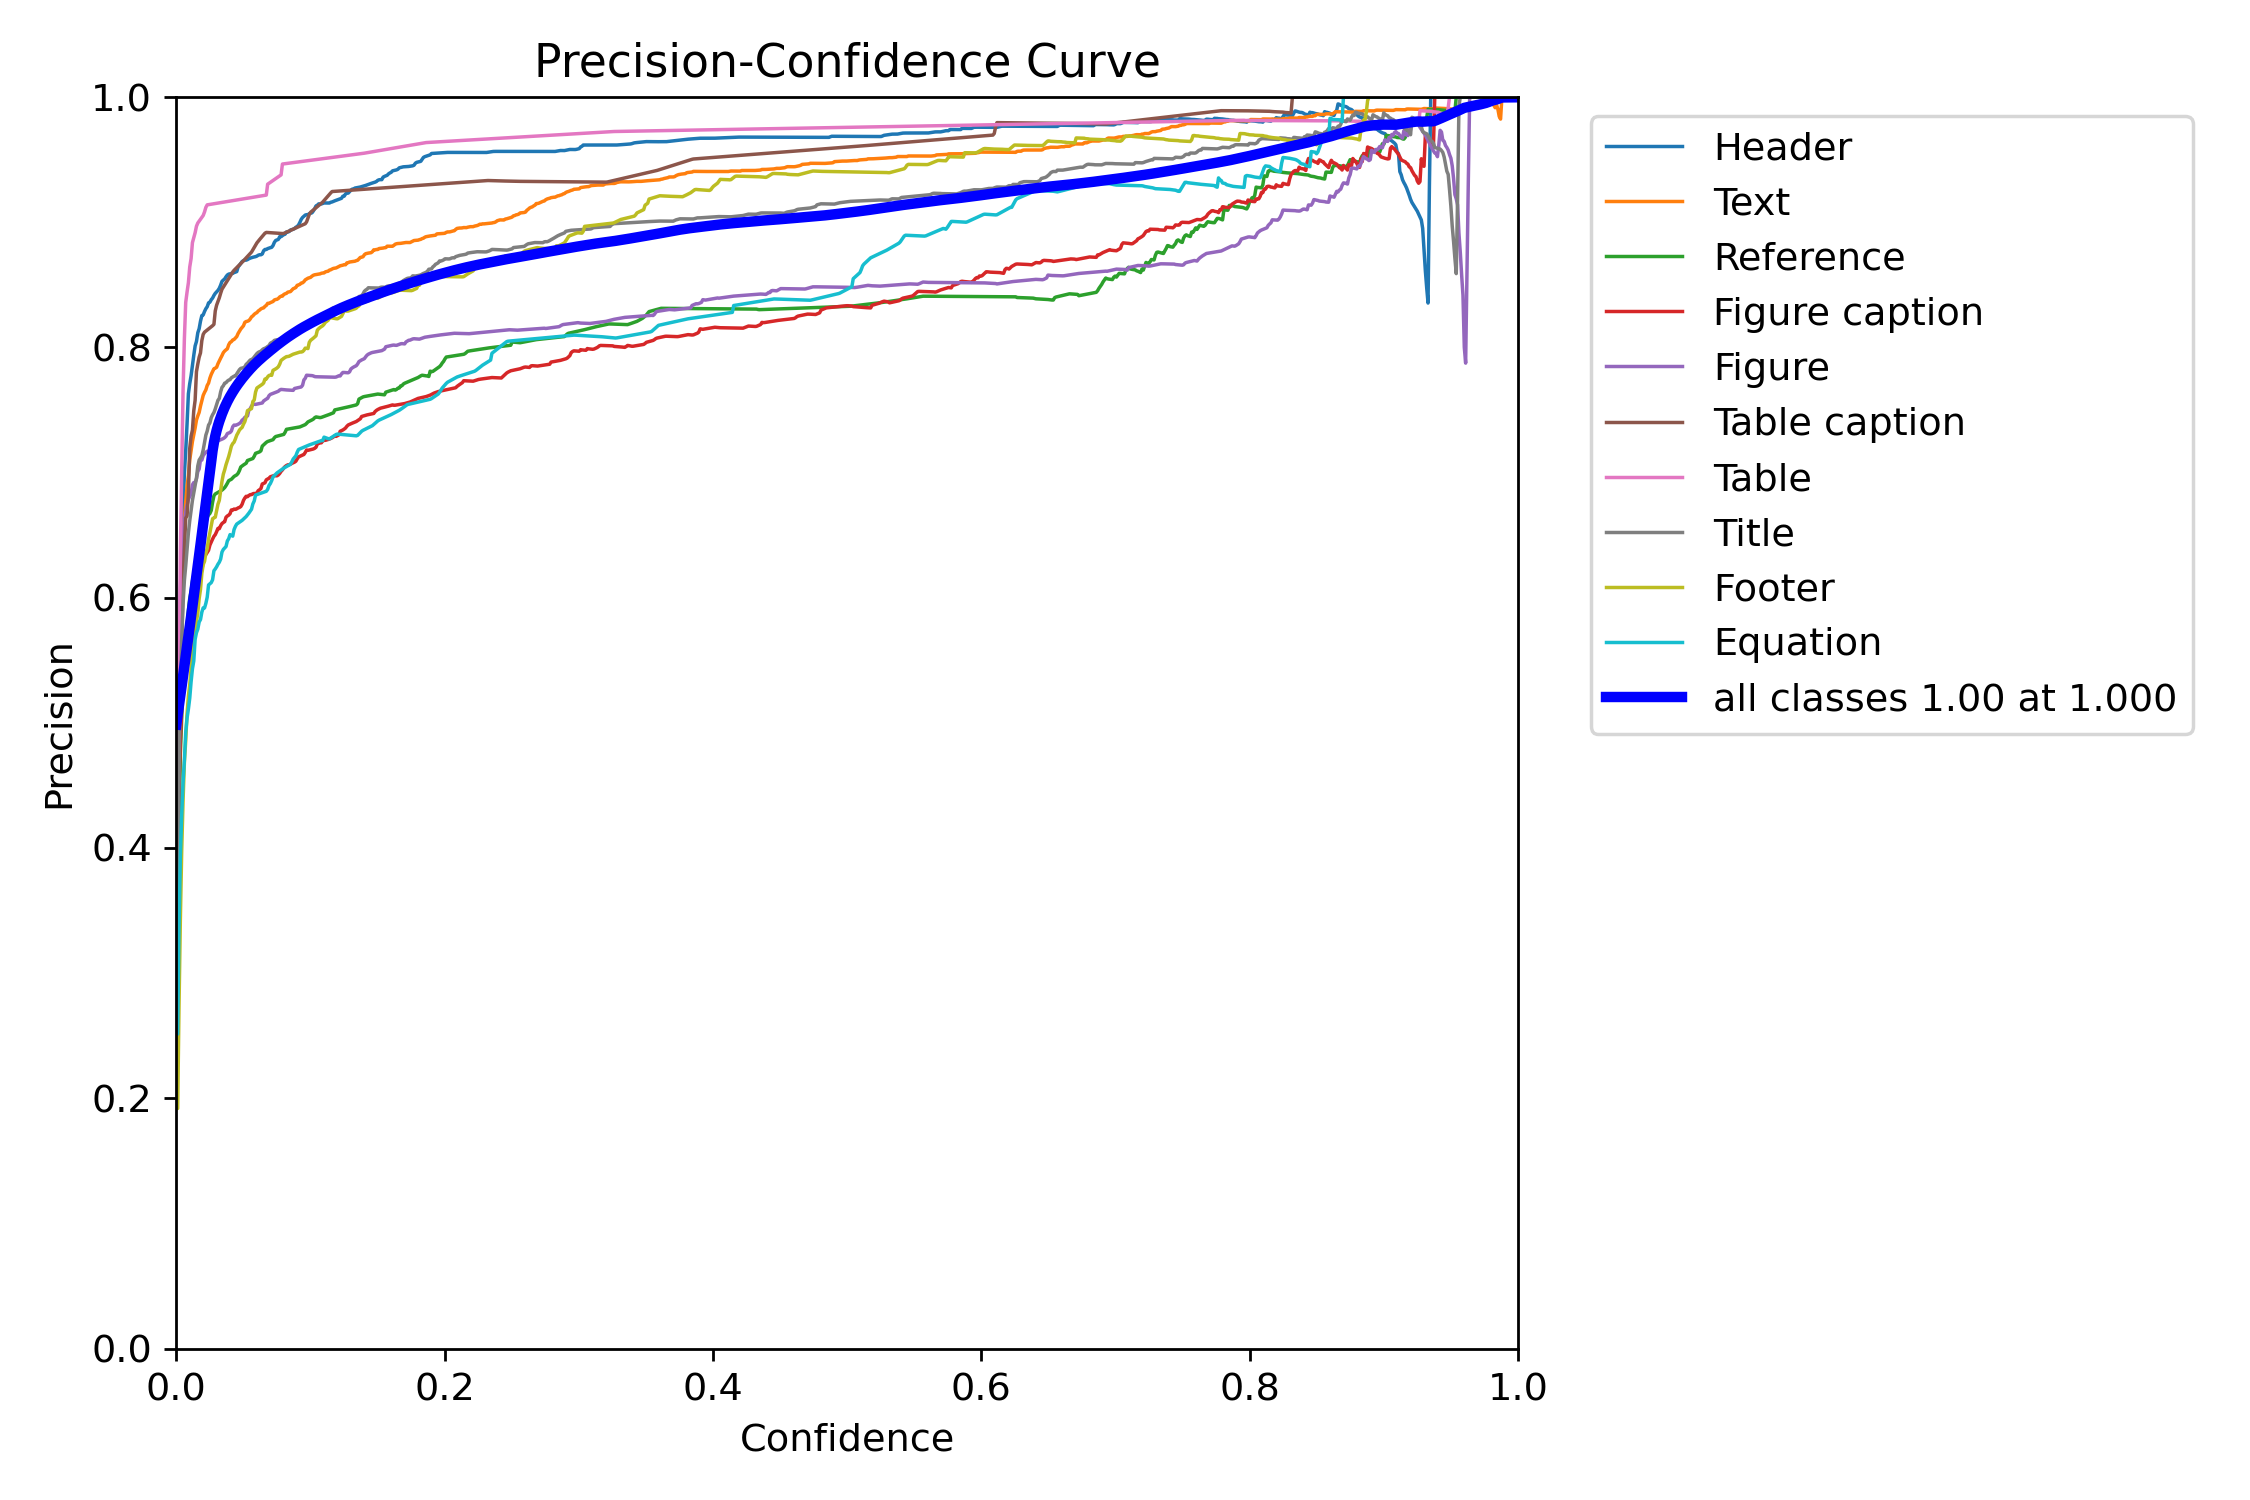 Precision-Confidence Curve
1.0
0.8
0.6
0.4
0.2
0.0
Precision
0.0 0.2 0.4 0.6 0.8 1.0
Confidence
Header
Text
Reference
Figure caption
Figure
Table caption
Table
Title
Footer
Equation
all classes 1.00 at 1.000